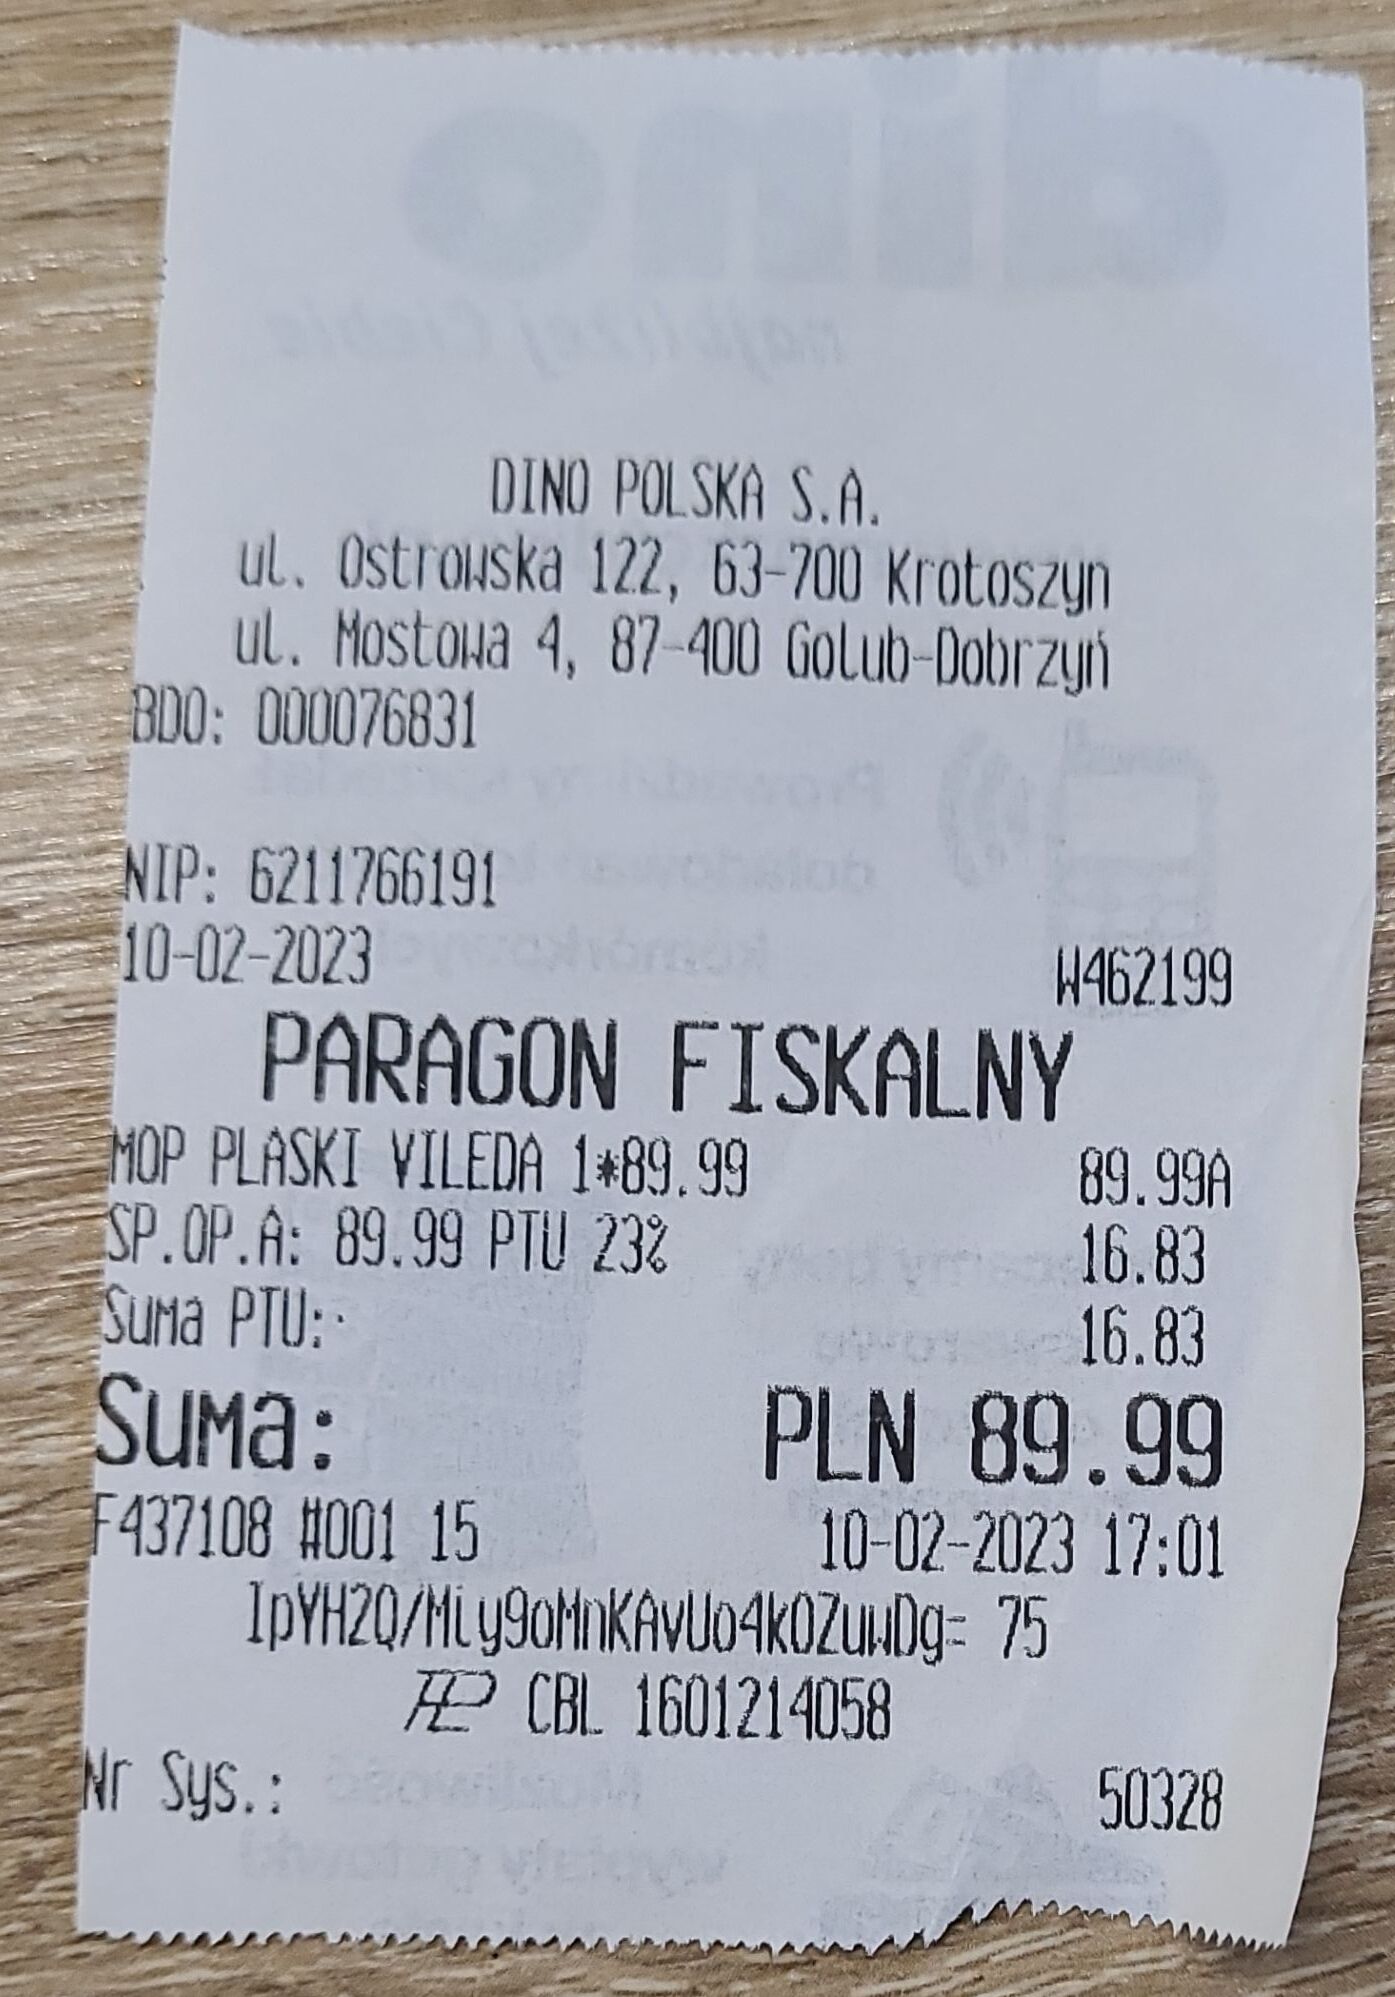 DINO POLSKA S.A.
ul. Ostrowska 122, 63-700 Krotoszyn
ul. Mostowa 4, 87-400 Golub-Dobrzyń
BDO: 000076831
NIP: 6211766191
10-02-2023 W462199
PARAGON FISKALNY
MOP PLASKI VILEDA 1*89.99 89.99A
SP.OP.A: 89.99 PTU 23% 16.83
Suma PTU: 16.83
Suma: PLN 89.99
F437108 #001 15 10-02-2023 17:01
IpYH2Q/MLy9oMnKAvUo4kOZuwDg= 75
CBL 1601214058
Nr Sys.: 50328